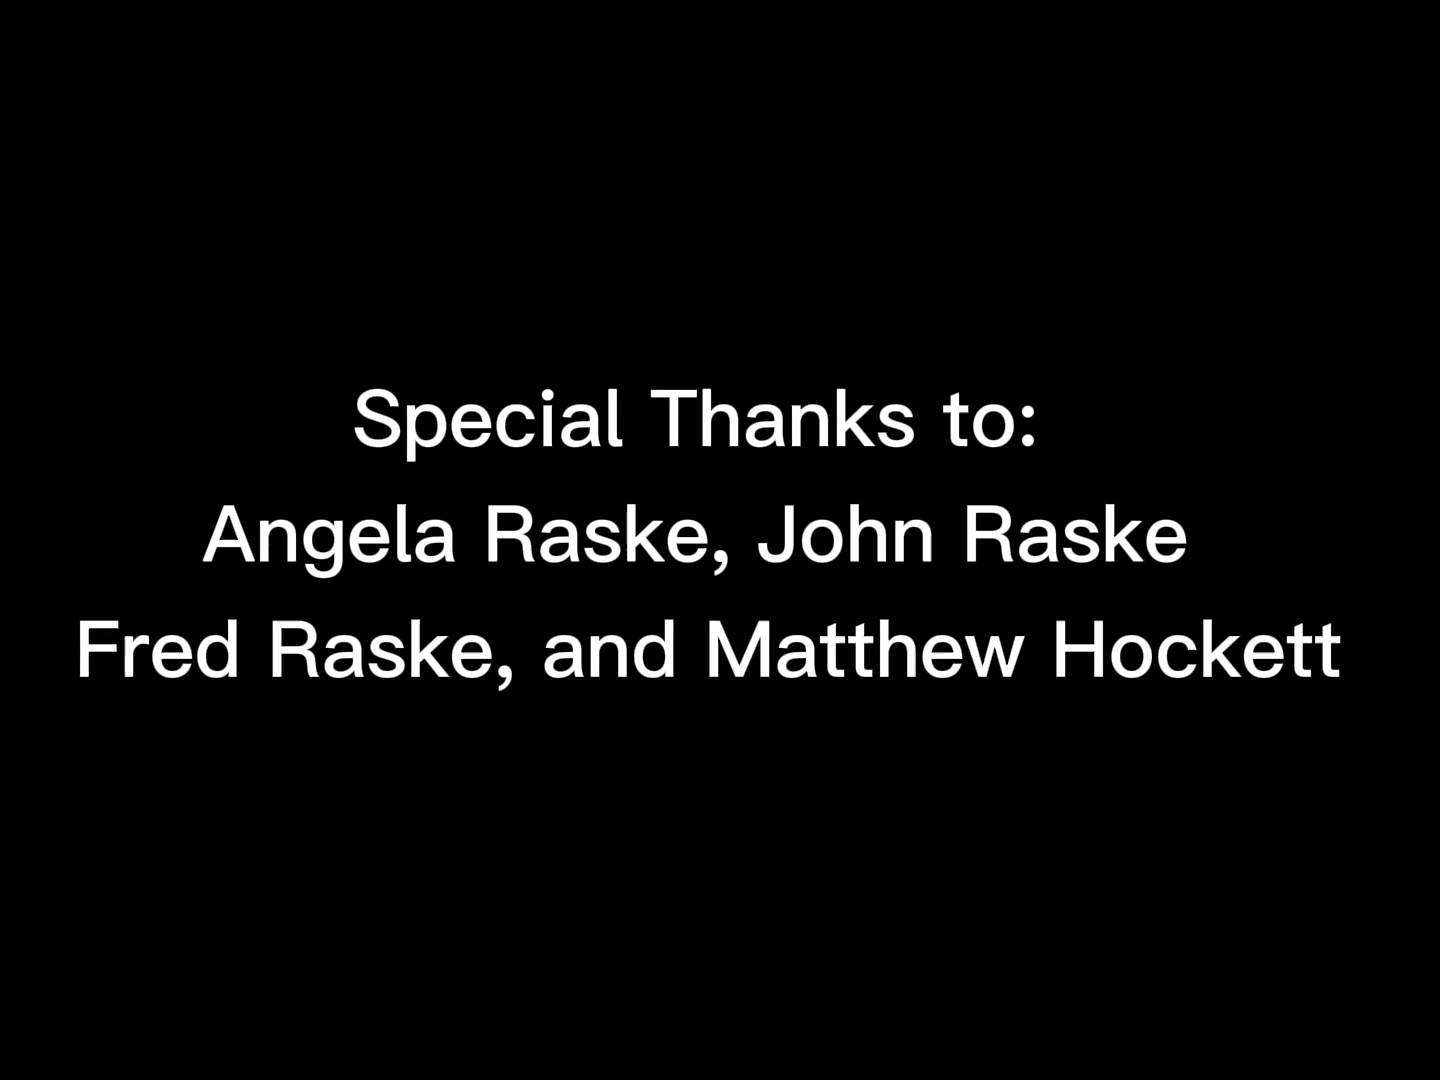 Special Thanks to:
Angela Raske, John Raske
Fred Raske, and Matthew Hockett